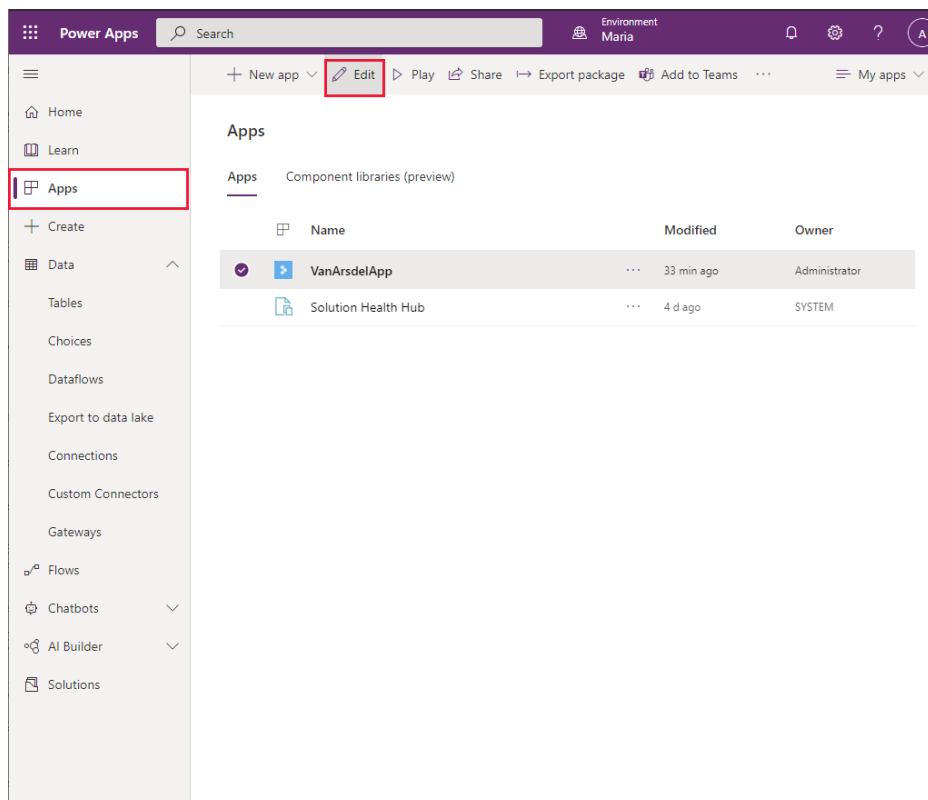 Power Apps
Search
Environment
Maria
?
A
New app
Edit
Play
Share
Export package
Add to Teams
...
My apps
Home
Learn
Apps
Create
Data
Tables
Choices
Dataflows
Export to data lake
Connections
Custom Connectors
Gateways
Flows
Chatbots
AI Builder
Solutions
Apps
Apps Component libraries (preview)
Name Modified Owner
VanArsdelApp ... 33 min ago Administrator
Solution Health Hub ... 4 d ago SYSTEM